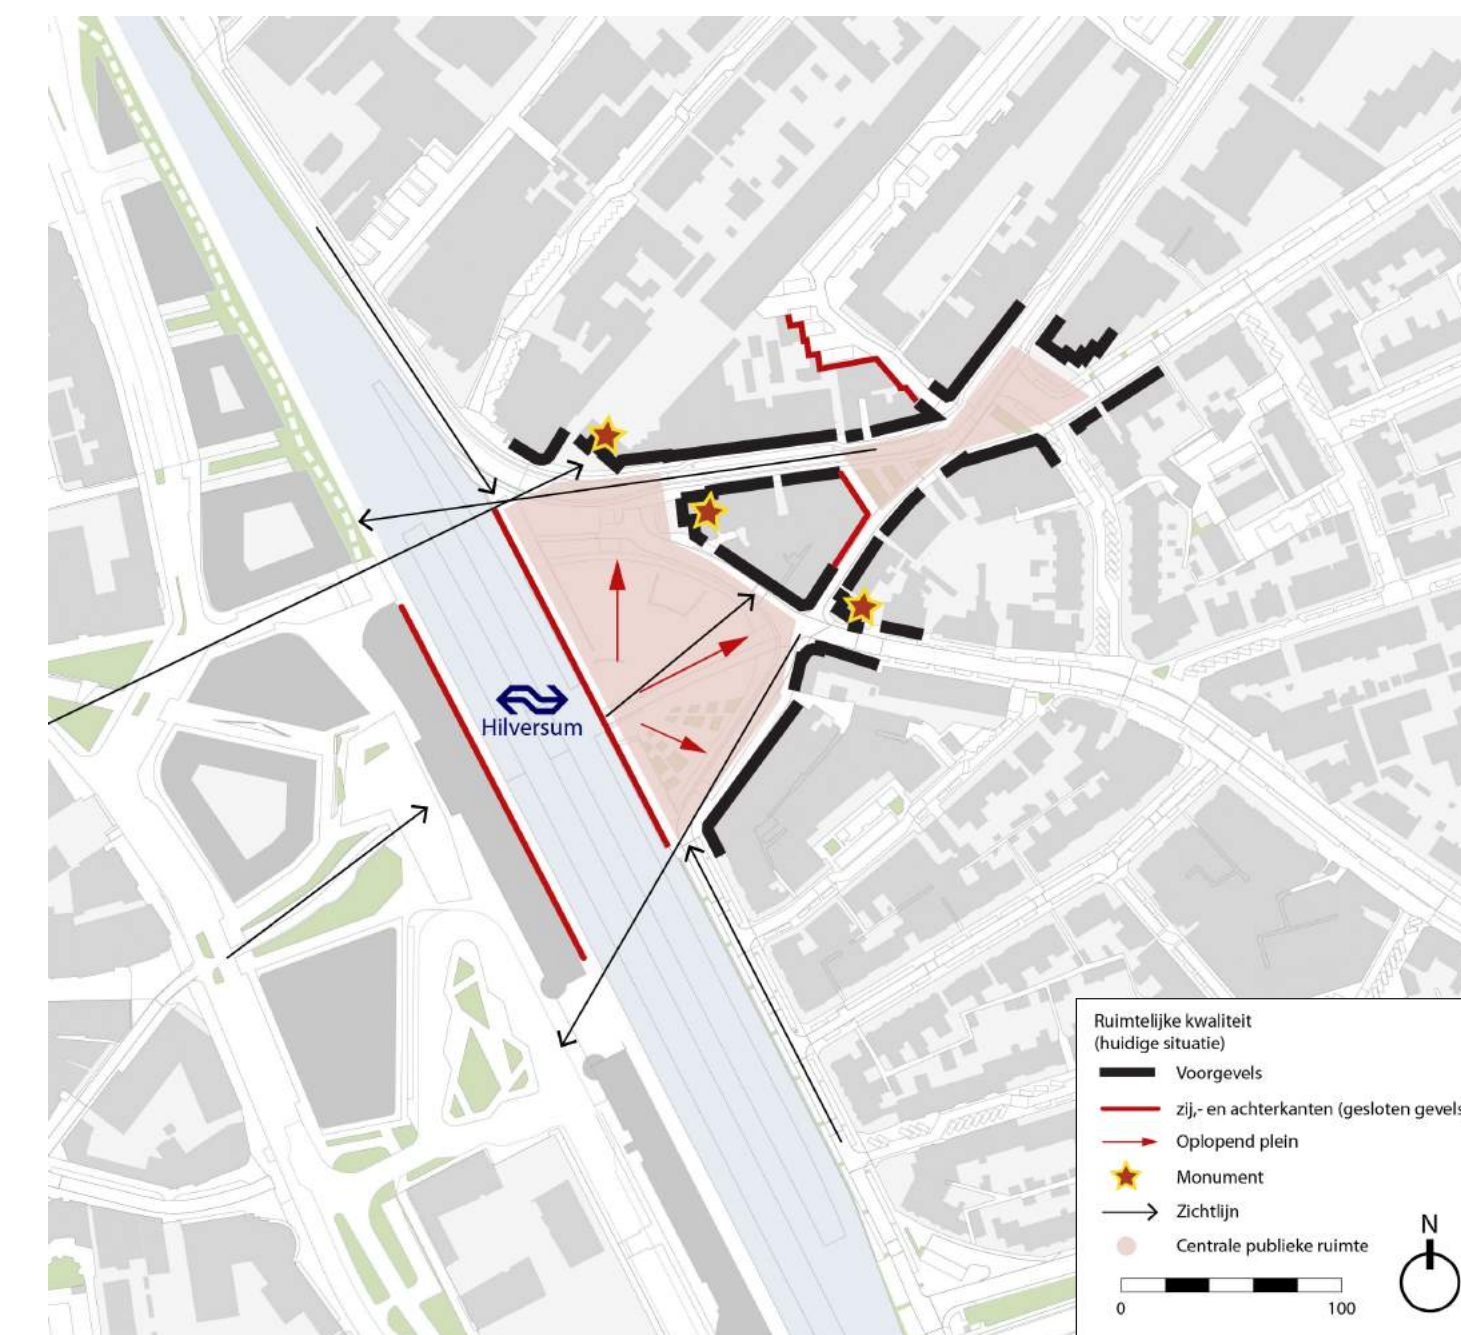 Hilversum
Ruimtelijke kwaliteit
(huidige situatie)
Voorgevels
zij,- en achterkanten (gesloten gevels
Oplopend plein
Monument
Zichtlijn
Centrale publieke ruimte
N
0 100